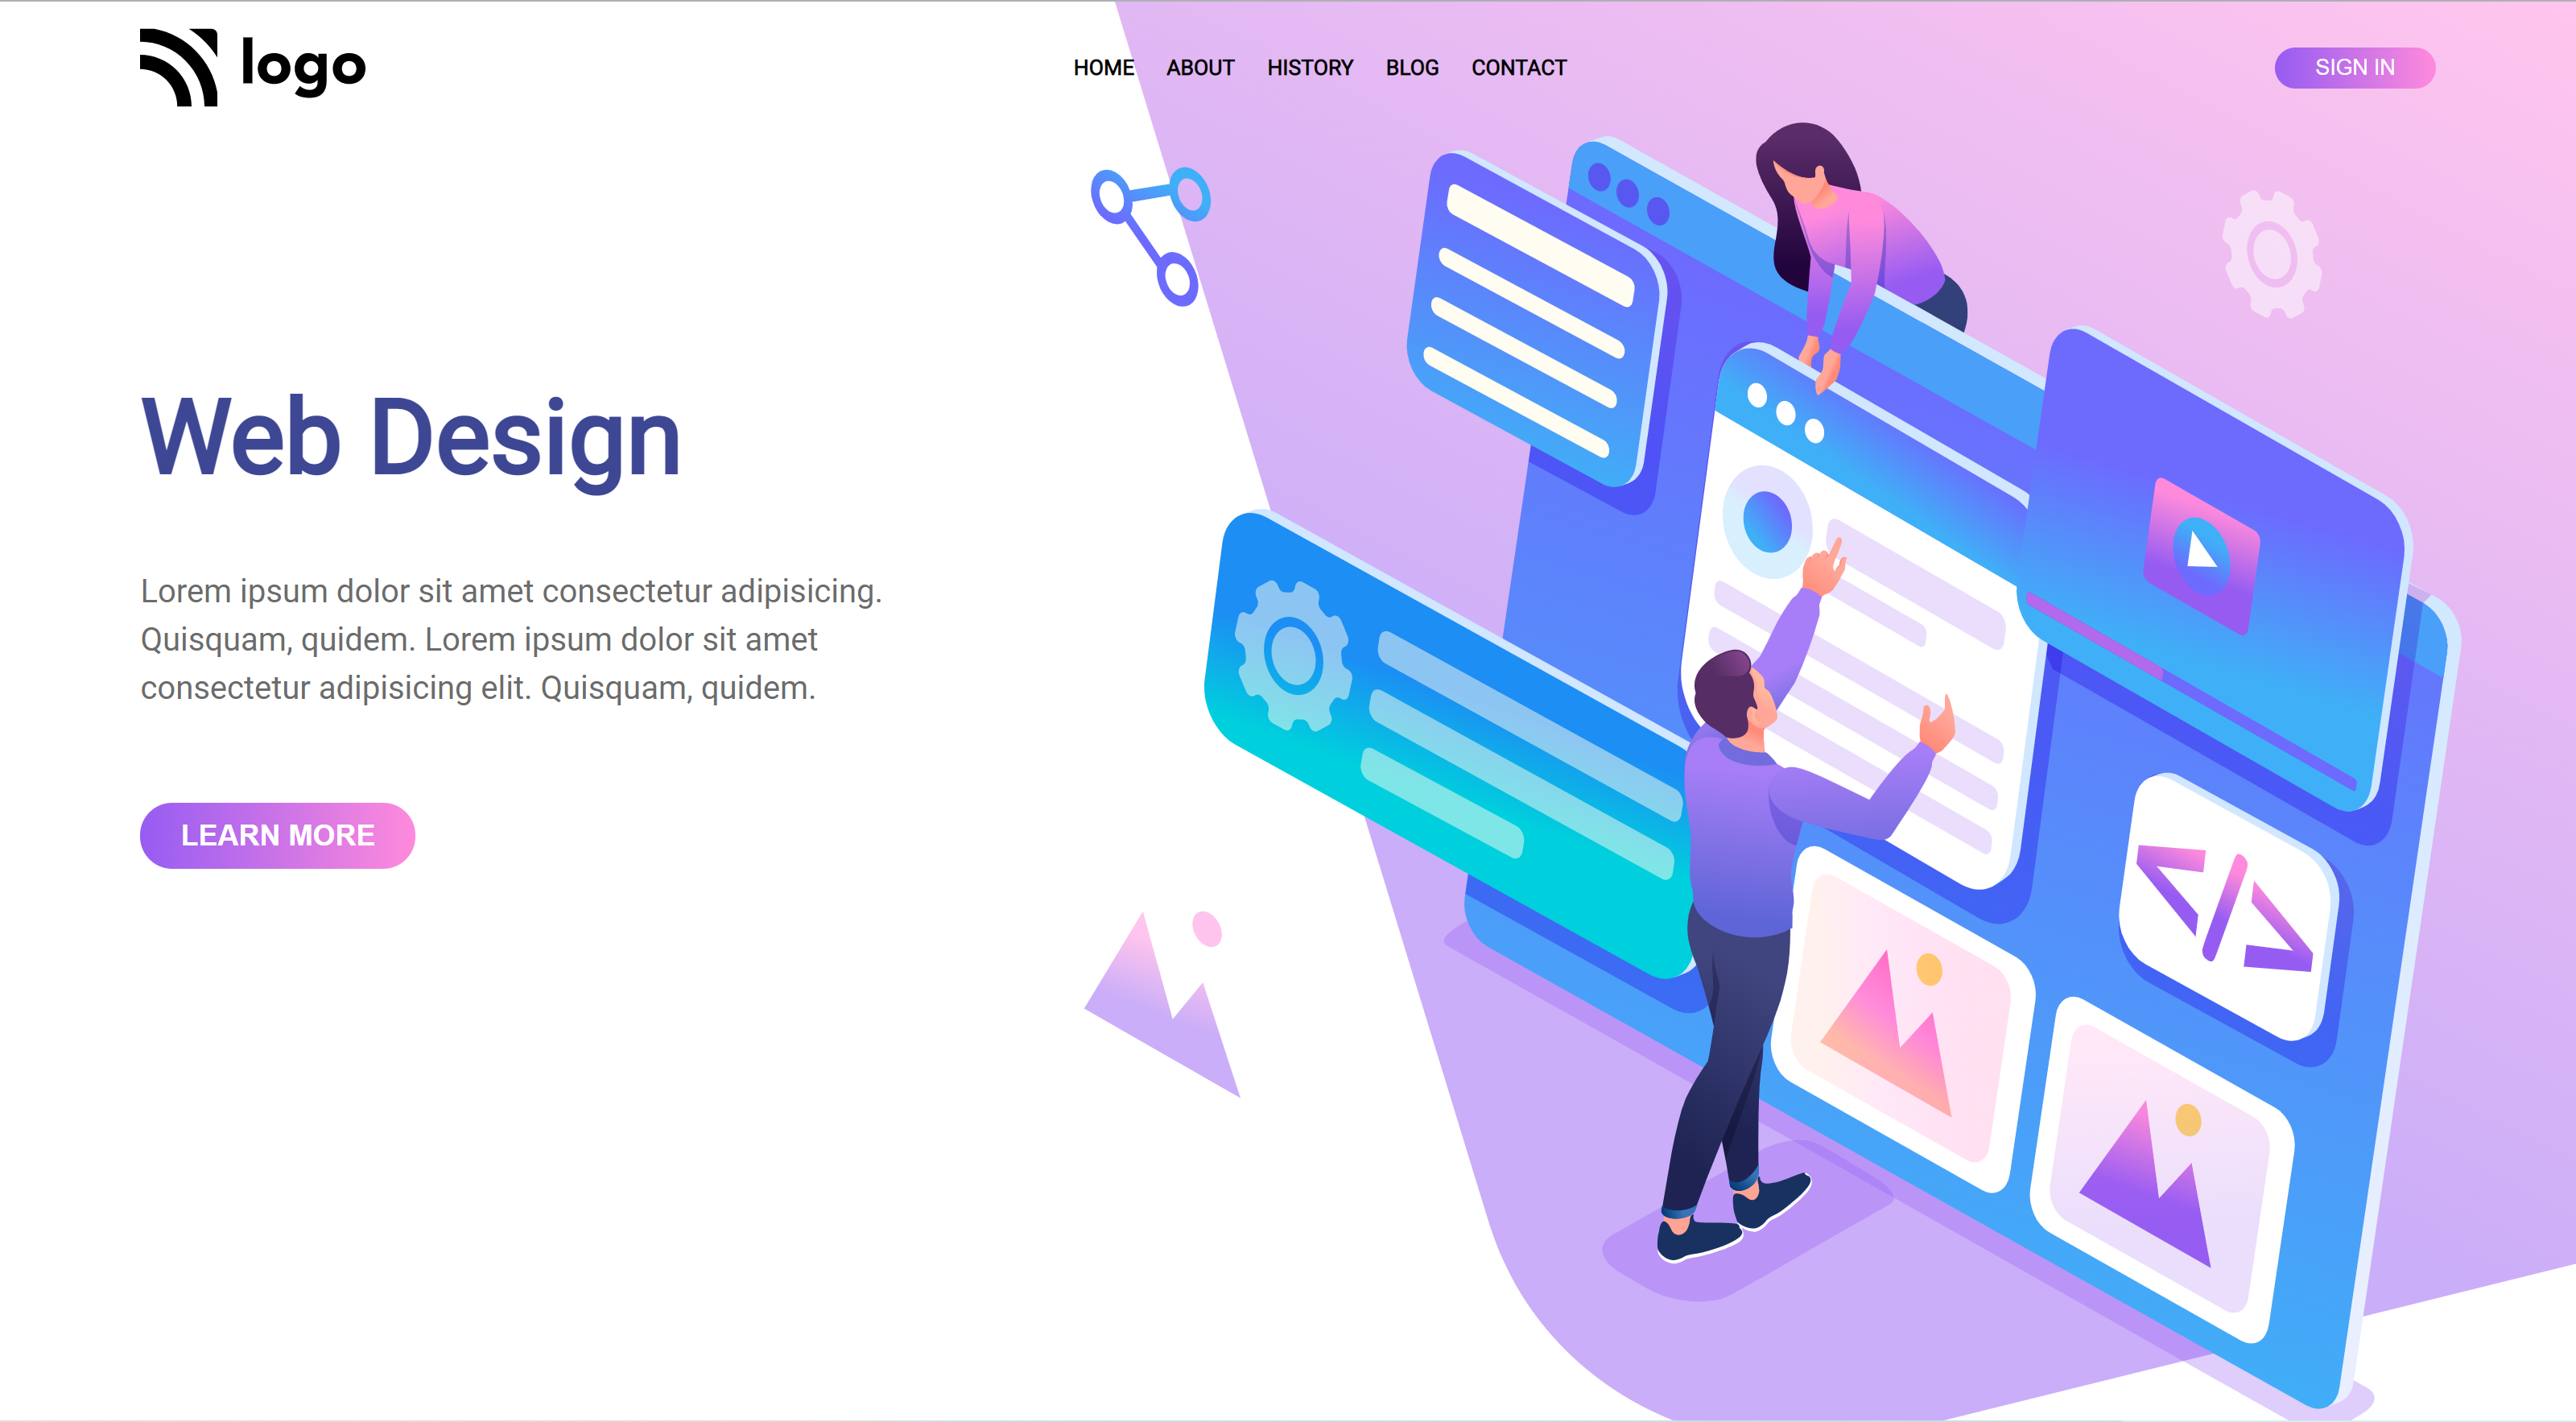 logo
HOME ABOUT HISTORY BLOG CONTACT
SIGN IN
Web Design
Lorem ipsum dolor sit amet consectetur adipisicing.
Quisquam, quidem. Lorem ipsum dolor sit amet
consectetur adipisicing elit. Quisquam, quidem.
LEARN MORE
</>